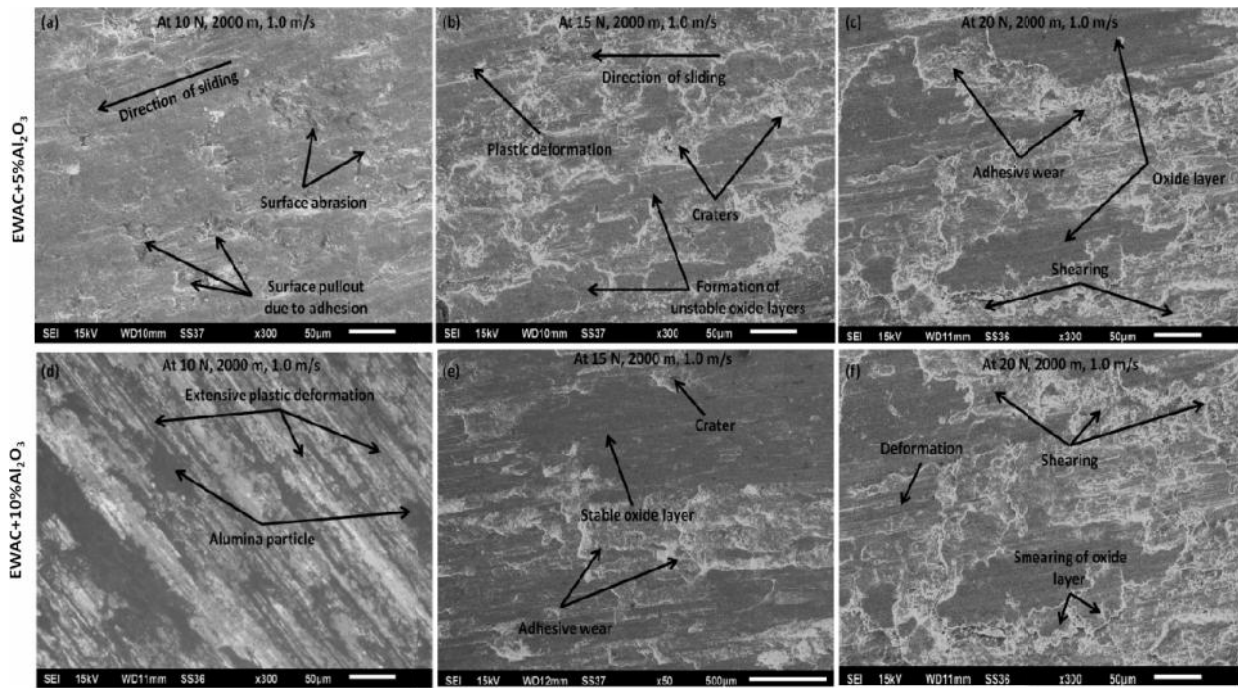 EWAC+5%Al₂O₃
(a) At 10 N, 2000 m, 1.0 m/s
Direction of sliding
Surface abrasion
Surface pullout
due to adhesion
SEI 15kV WD10mm SS37 x300 50µm
(b) At 15 N, 2000 m, 1.0 m/s
Direction of sliding
Plastic deformation
Craters
Formation of
unstable oxide layers
SEI 15kV WD10mm SS37 x300 50µm
(c) At 20 N, 2000 m, 1.0 m/s
Adhesive wear
Oxide layer
Shearing
SEI 15kV WD11mm SS36 x300 50µm
EWAC+10%Al₂O₃
(d) At 10 N, 2000 m, 1.0 m/s
Extensive plastic deformation
Alumina particle
SEI 15kV WD11mm SS36 x300 50µm
(e) At 15 N, 2000 m, 1.0 m/s
Crater
Stable oxide layer
Adhesive wear
SEI 15kV WD12mm SS37 x50 500µm
(f) At 20 N, 2000 m, 1.0 m/s
Deformation
Shearing
Smearing of oxide
layer
SEI 15kV WD11mm SS36 x300 50µm